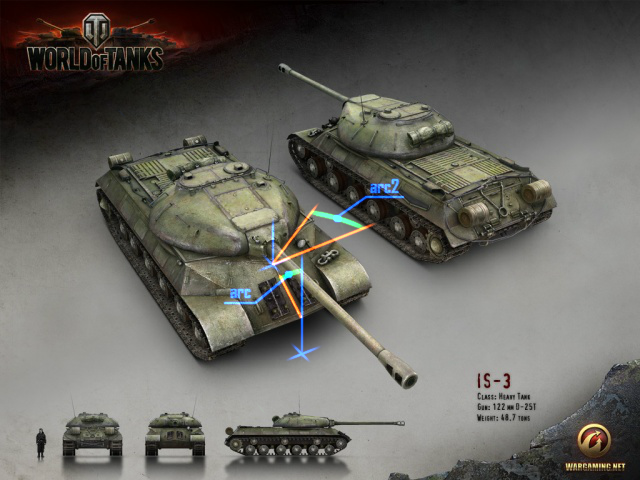 WORLD OF TANKS
arc2
arc
IS-3
Class: Heavy Tank
Gun: 122 mm D-25T
Weight: 48.7 tons
WARGAMING.NET